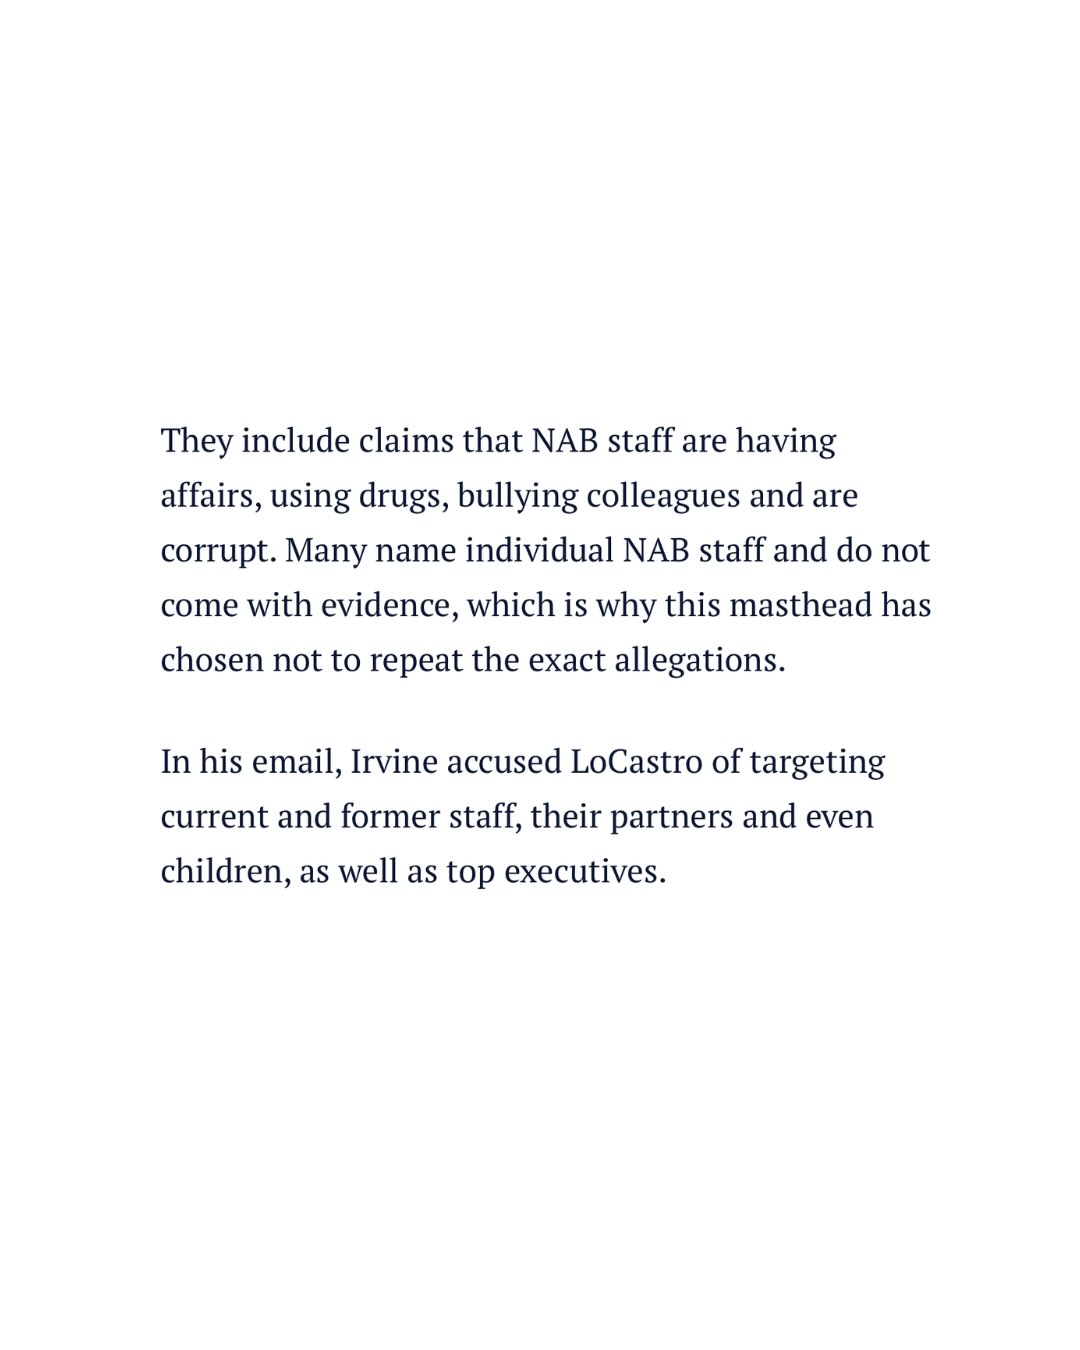 They include claims that NAB staff are having
affairs, using drugs, bullying colleagues and are
corrupt. Many name individual NAB staff and do not
come with evidence, which is why this masthead has
chosen not to repeat the exact allegations.
In his email, Irvine accused LoCastro of targeting
current and former staff, their partners and even
children, as well as top executives.